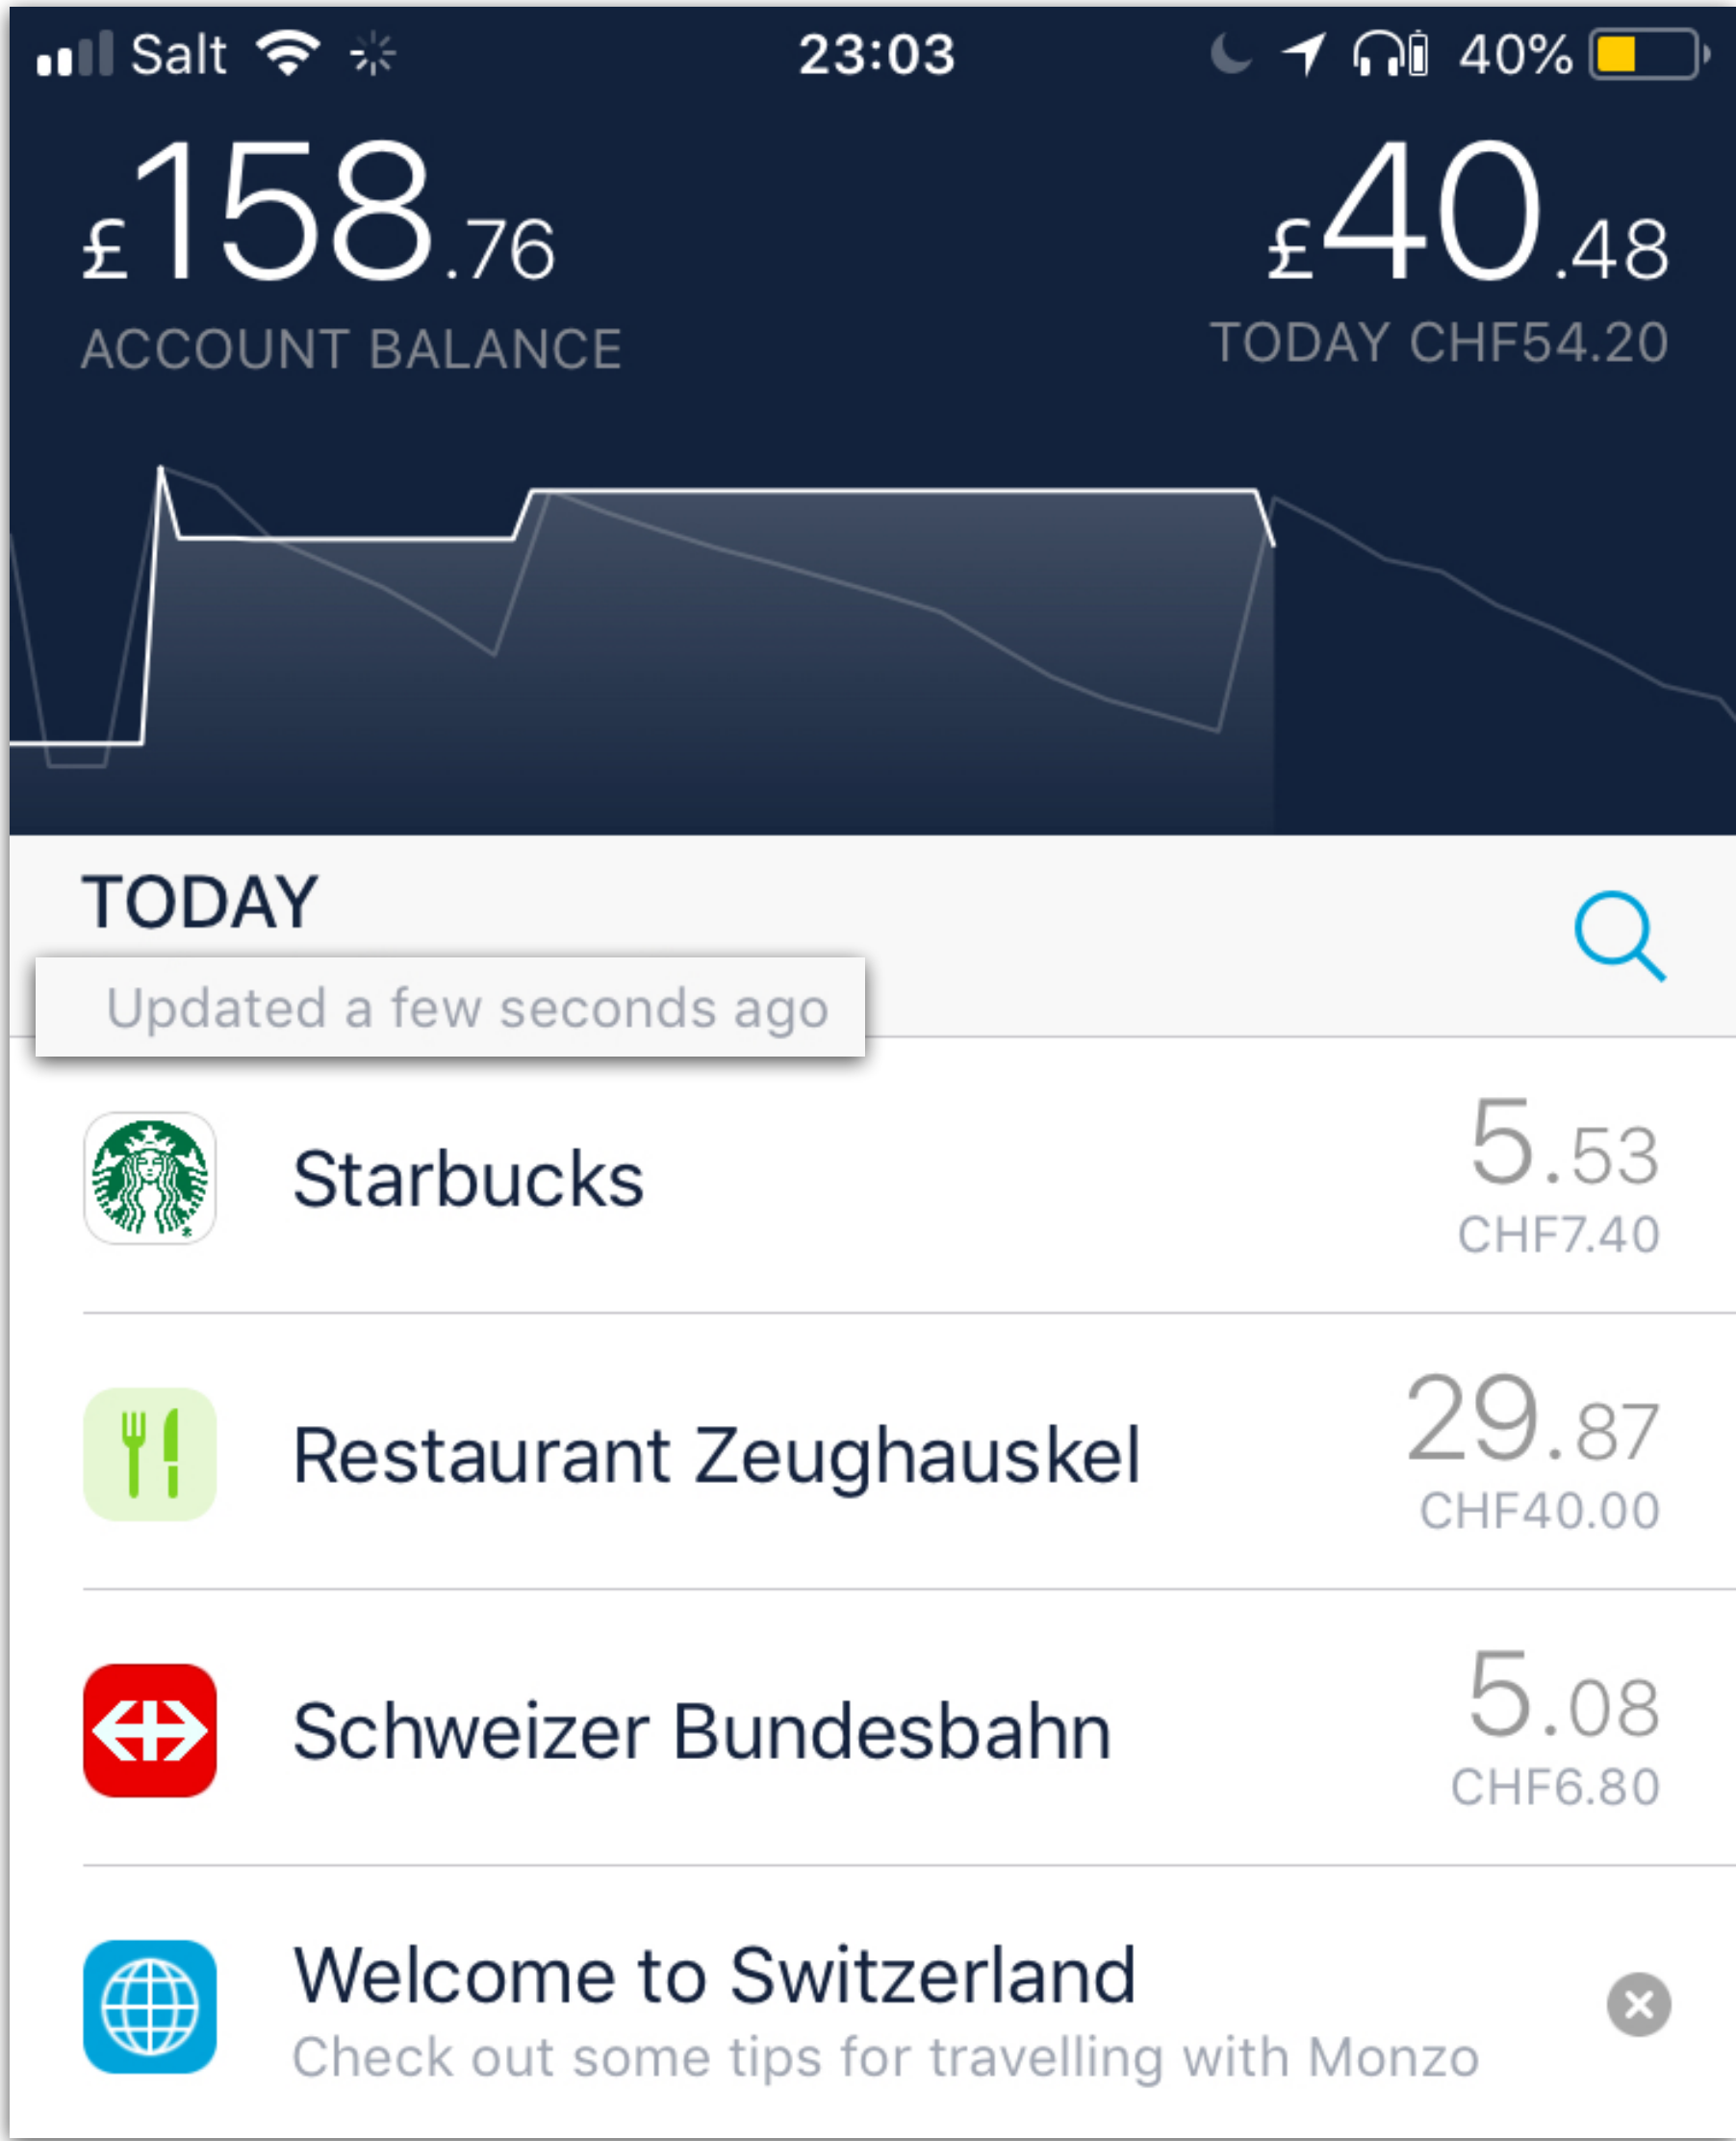 Salt 23:03 40%
£158.76 £40.48
ACCOUNT BALANCE TODAY CHF54.20
TODAY
Updated a few seconds ago
Starbucks 5.53
CHF7.40
Restaurant Zeughauskel 29.87
CHF40.00
Schweizer Bundesbahn 5.08
CHF6.80
Welcome to Switzerland
Check out some tips for travelling with Monzo